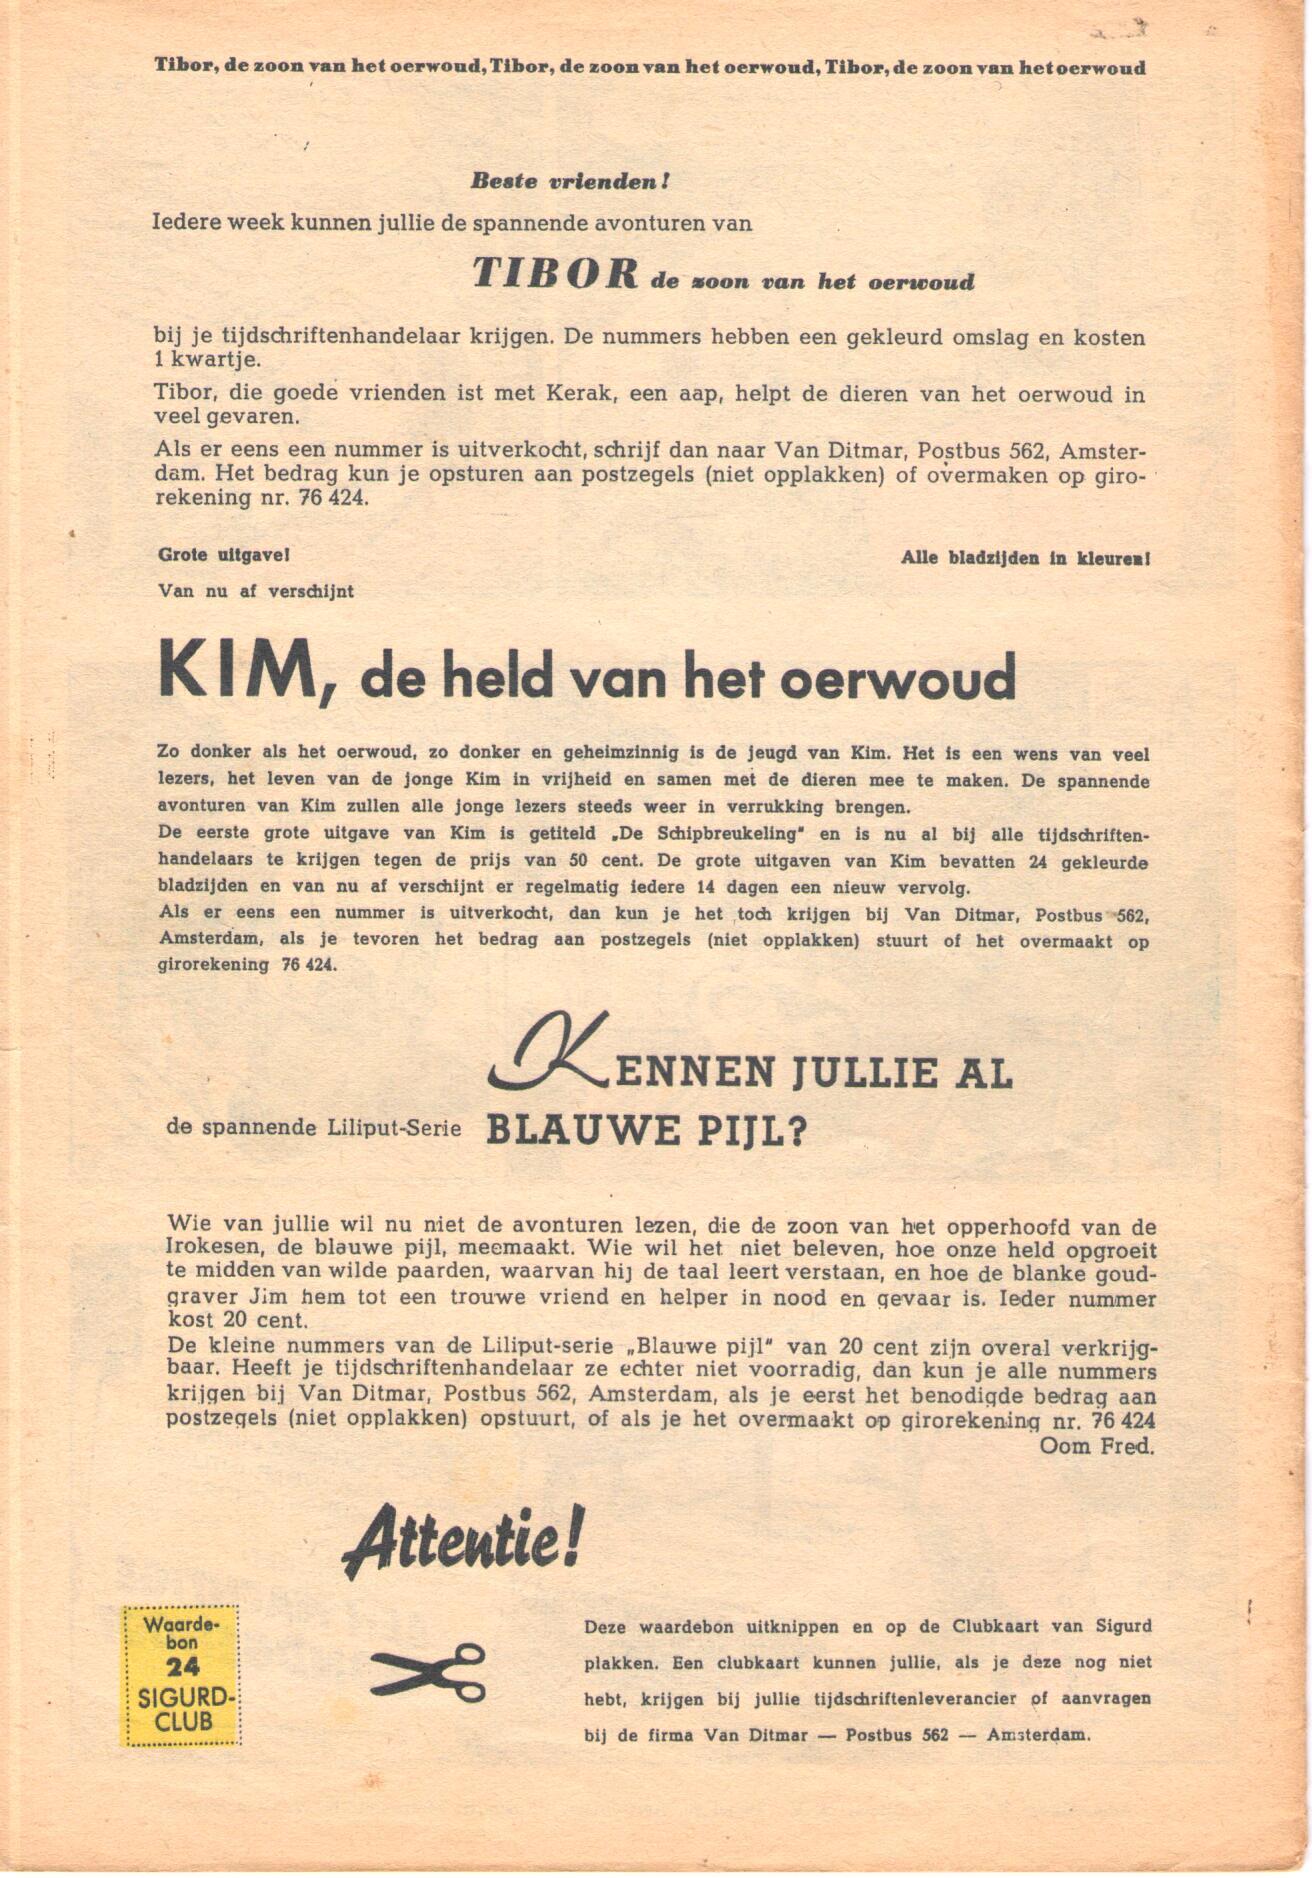 Tibor, de zoon van het oerwoud, Tibor, de zoon van het oerwoud, Tibor, de zoon van het oerwoud
Beste vrienden!
Iedere week kunnen jullie de spannende avonturen van
TIBOR de zoon van het oerwoud
bij je tijdschriftenhandelaar krijgen. De nummers hebben een gekleurd omslag en kosten
1 kwartje.
Tibor, die goede vrienden ist met Kerak, een aap, helpt de dieren van het oerwoud in
veel gevaren.
Als er eens een nummer is uitverkocht, schrijf dan naar Van Ditmar, Postbus 562, Amster-
dam. Het bedrag kun je opsturen aan postzegels (niet opplakken) of overmaken op giro-
rekening nr. 76 424.
Grote uitgave! Alle bladzijden in kleuren!
Van nu af verschijnt
KIM, de held van het oerwoud
Zo donker als het oerwoud, zo donker en geheimzinnig is de jeugd van Kim. Het is een wens van veel
lezers, het leven van de jonge Kim in vrijheid en samen met de dieren mee te maken. De spannende
avonturen van Kim zullen alle jonge lezers steeds weer in verrukking brengen.
De eerste grote uitgave van Kim is getiteld „De Schipbreukeling" en is nu al bij alle tijdschriften-
handelaars te krijgen tegen de prijs van 50 cent. De grote uitgaven van Kim bevatten 24 gekleurde
bladzijden en van nu af verschijnt er regelmatig iedere 14 dagen een nieuw vervolg.
Als er eens een nummer is uitverkocht, dan kun je het toch krijgen bij Van Ditmar, Postbus 562,
Amsterdam, als je tevoren het bedrag aan postzegels (niet opplakken) stuurt of het overmaakt op
girorekening 76 424.
KENNEN JULLIE AL
de spannende Liliput-Serie BLAUWE PIJL?
Wie van jullie wil nu niet de avonturen lezen, die de zoon van het opperhoofd van de
Irokesen, de blauwe pijl, meemaakt. Wie wil het niet beleven, hoe onze held opgroeit
te midden van wilde paarden, waarvan hij de taal leert verstaan, en hoe de blanke goud-
graver Jim hem tot een trouwe vriend en helper in nood en gevaar is. Ieder nummer
kost 20 cent.
De kleine nummers van de Liliput-serie „Blauwe pijl" van 20 cent zijn overal verkrijg-
baar. Heeft je tijdschriftenhandelaar ze echter niet voorradig, dan kun je alle nummers
krijgen bij Van Ditmar, Postbus 562, Amsterdam, als je eerst het benodigde bedrag aan
postzegels (niet opplakken) opstuurt, of als je het overmaakt op girorekening nr. 76 424
Oom Fred.
Attentie!
Waarde-
bon
24
SIGURD-
CLUB
Deze waardebon uitknippen en op de Clubkaart van Sigurd
plakken. Een clubkaart kunnen jullie, als je deze nog niet
hebt, krijgen bij jullie tijdschriftenleverancier of aanvragen
bij de firma Van Ditmar — Postbus 562 — Amsterdam.